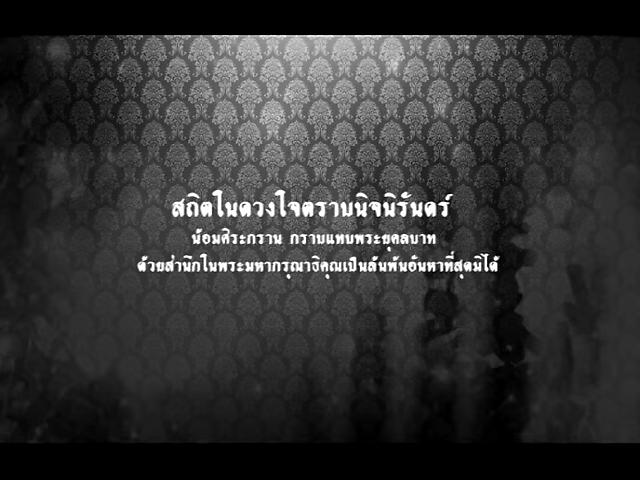 สถิตในดวงใจตราบนิจนิรันดร์
น้อมศิระกราน กราบแทบพระยุคลบาท
ด้วยสำนึกในพระมหากรุณาธิคุณเป็นล้นพ้นอันหาที่สุดมิได้